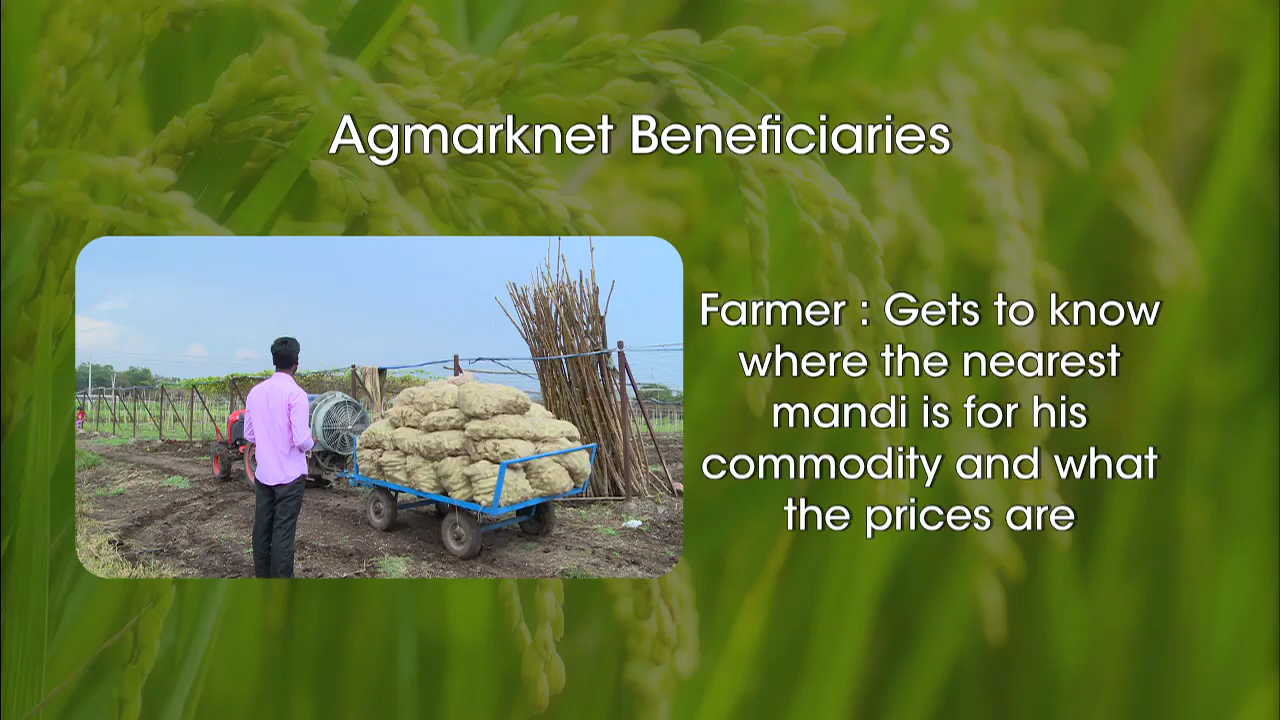 Agmarknet Beneficiaries
Farmer : Gets to know
where the nearest
mandi is for his
commodity and what
the prices are